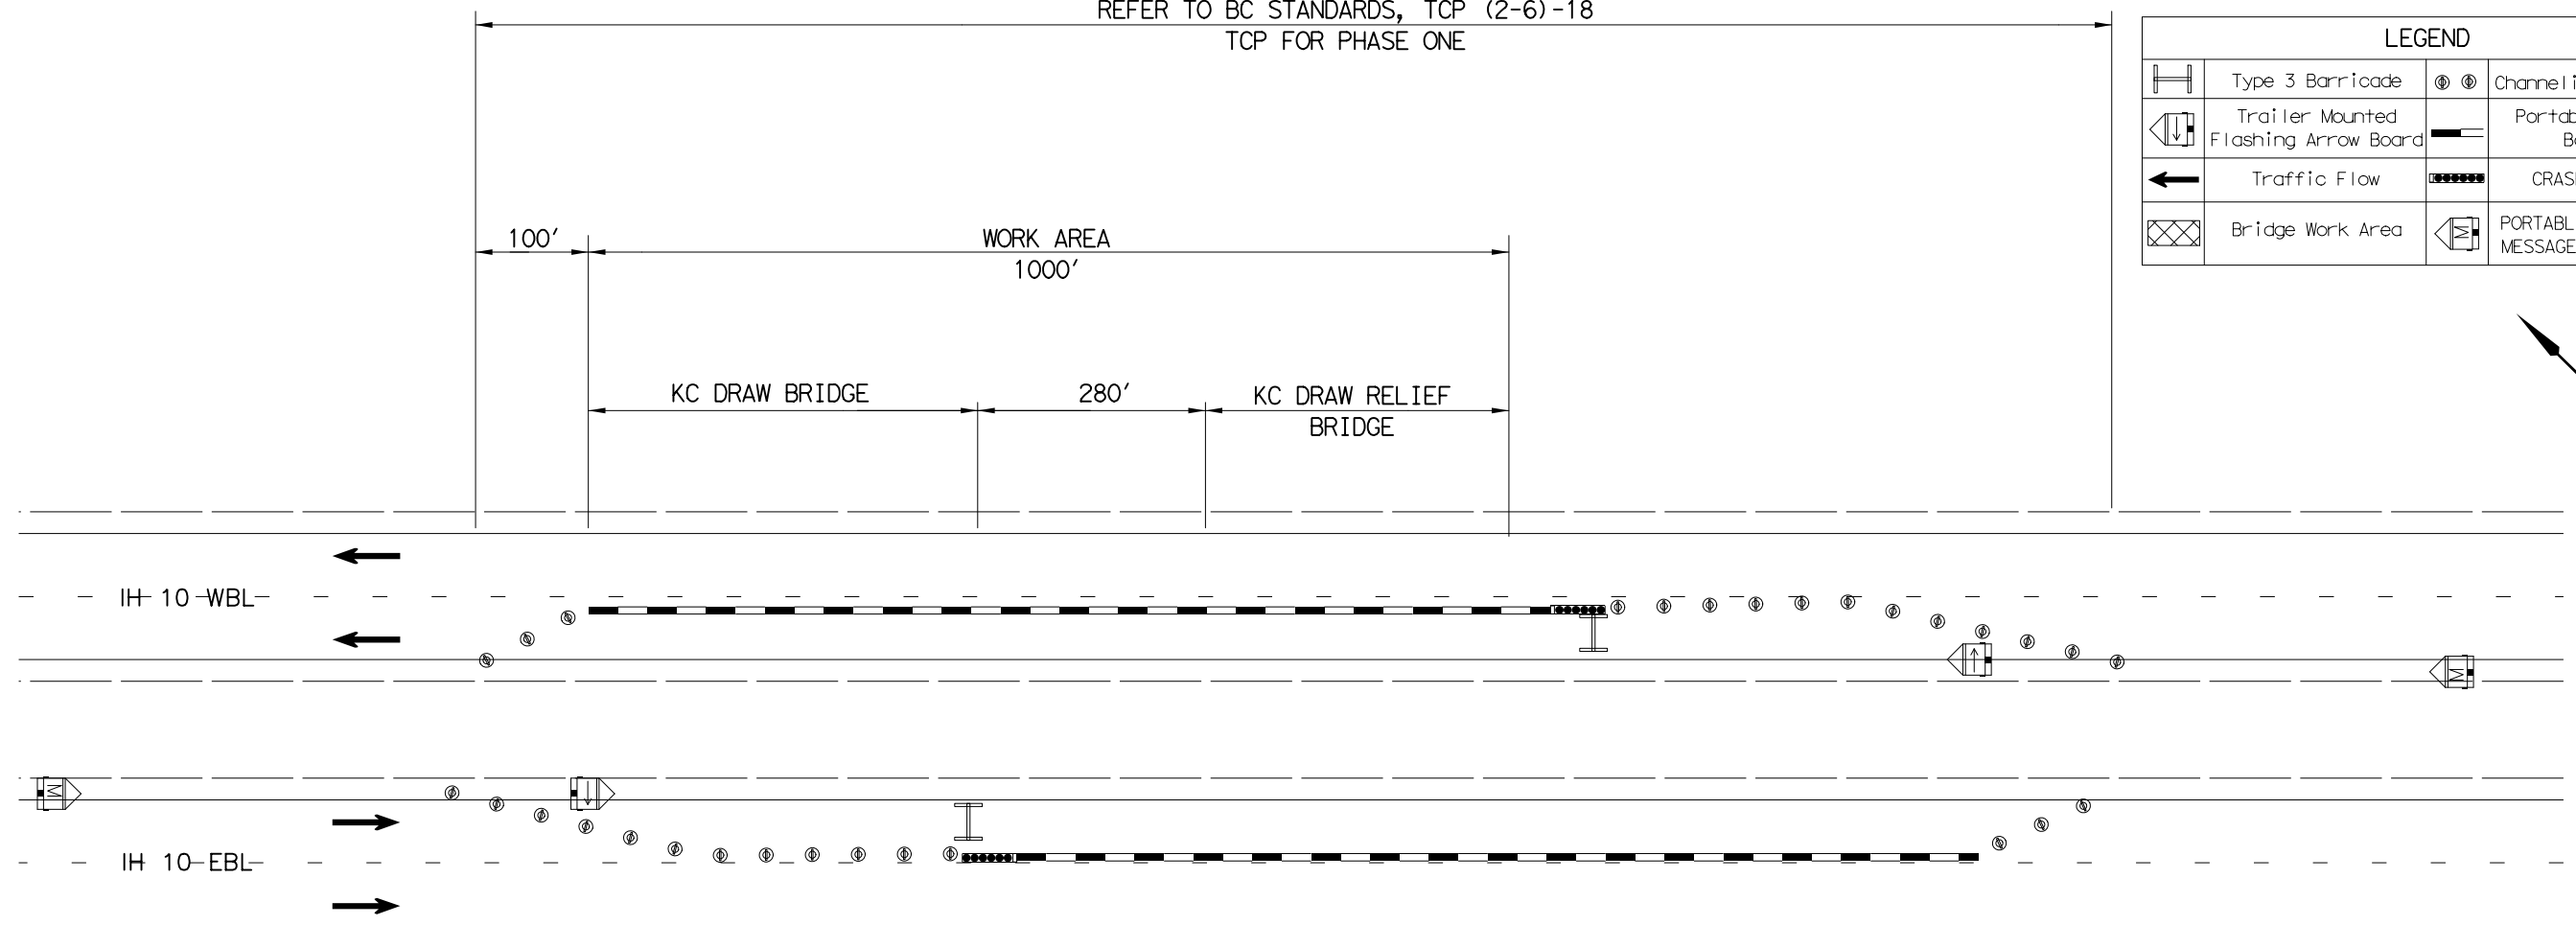 REFER TO BC STANDARDS, TCP (2-6)-18
TCP FOR PHASE ONE
LEGEND
Type 3 Barricade
Trailer Mounted
Flashing Arrow Board
Traffic Flow
Bridge Work Area
100'
WORK AREA
1000'
KC DRAW BRIDGE
280'
KC DRAW RELIEF
BRIDGE
IH 10 WBL
IH 10 EBL
M
M
M
MESSAGE